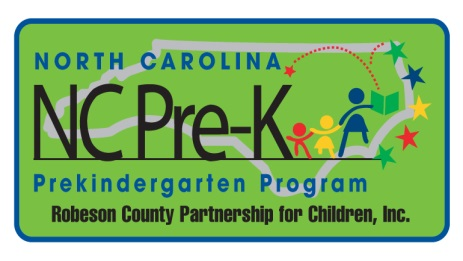 NORTH CAROLINA
NC Pre-K
Prekindergarten Program
Robeson County Partnership for Children, Inc.